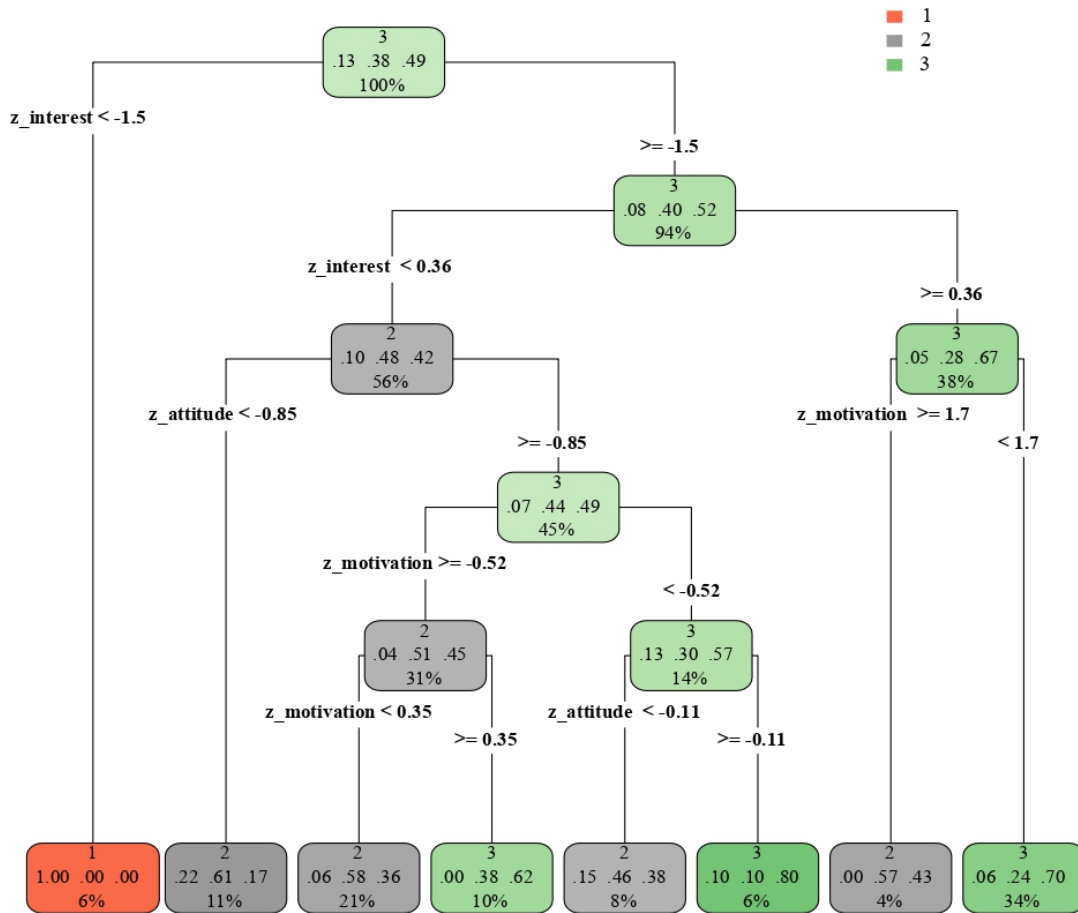 3
.13 .38 .49
100%
1
2
3
z_interest < -1.5
>= -1.5
3
.08 .40 .52
94%
z_interest < 0.36
>= 0.36
2
.10 .48 .42
56%
3
.05 .28 .67
38%
z_attitude < -0.85
>= -0.85
z_motivation >= 1.7
< 1.7
3
.07 .44 .49
45%
z_motivation >= -0.52
< -0.52
2
.04 .51 .45
31%
3
.13 .30 .57
14%
z_motivation < 0.35
>= 0.35
z_attitude < -0.11
>= -0.11
1
1.00 .00 .00
6%
2
.22 .61 .17
11%
2
.06 .58 .36
21%
3
.00 .38 .62
10%
2
.15 .46 .38
8%
3
.10 .10 .80
6%
2
.00 .57 .43
4%
3
.06 .24 .70
34%